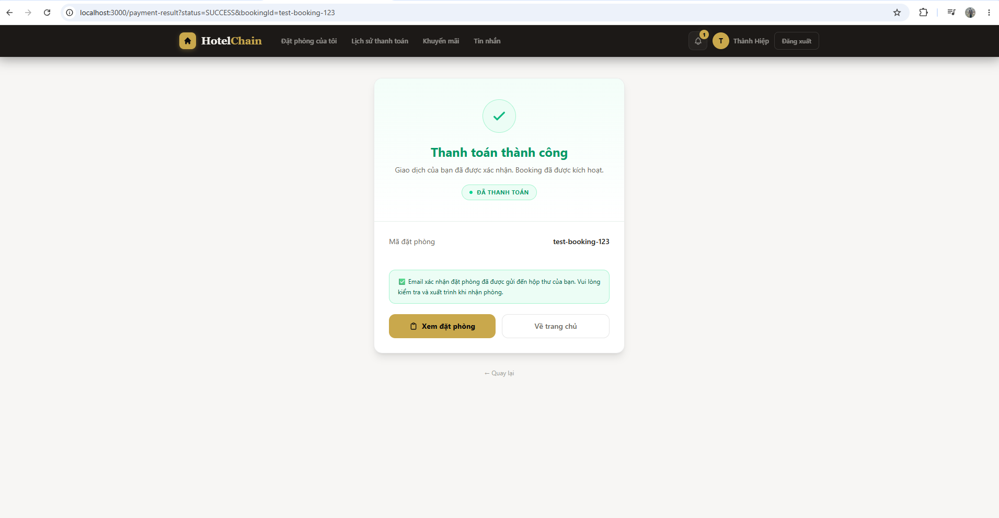 localhost:3000/payment-result?status=SUCCESS&bookingId=test-booking-123
HotelChain
Đặt phòng của tôi
Lịch sử thanh toán
Khuyến mãi
Tin nhắn
1
T
Thành Hiệp
Đăng xuất
Thanh toán thành công
Giao dịch của bạn đã được xác nhận. Booking đã được kích hoạt.
ĐÃ THANH TOÁN
Mã đặt phòng
test-booking-123
✅ Email xác nhận đặt phòng đã được gửi đến hộp thư của bạn. Vui lòng
kiểm tra và xuất trình khi nhận phòng.
Xem đặt phòng
Về trang chủ
← Quay lại